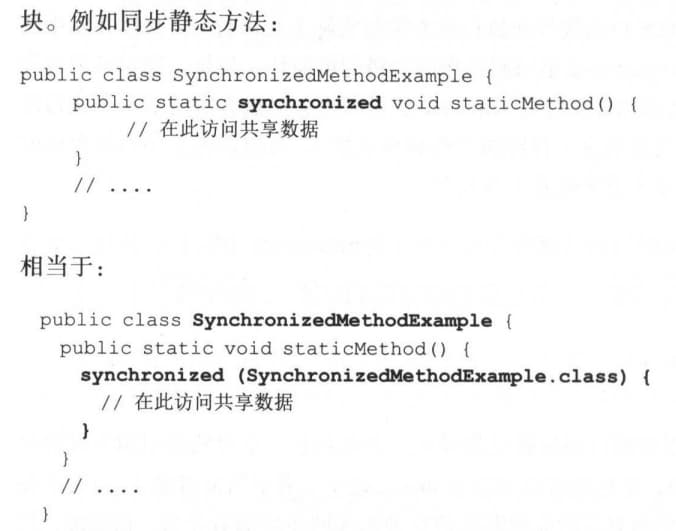 块。例如同步静态方法：
public class SynchronizedMethodExample {
    public static synchronized void staticMethod() {
        // 在此访问共享数据
    }
    // ....
}
相当于：
public class SynchronizedMethodExample {
  public static void staticMethod() {
    synchronized (SynchronizedMethodExample.class) {
      // 在此访问共享数据
    }
  }
  // ....
}